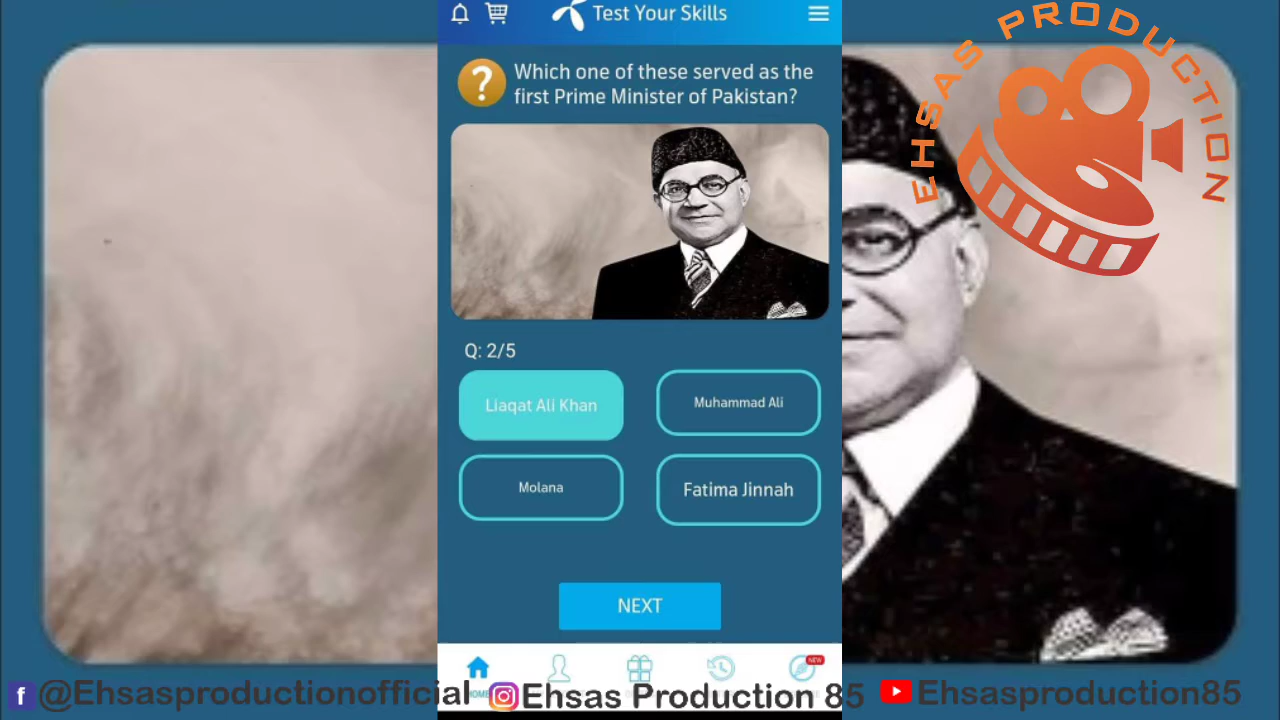 Test Your Skills
EHSAS PRODUCTION
?
Which one of these served as the
first Prime Minister of Pakistan?
Q: 2/5
Liaqat Ali Khan
Muhammad Ali
Molana
Fatima Jinnah
NEXT
NEW
@Ehsasproductionofficial
Ehsas Production 85
Ehsasproduction85